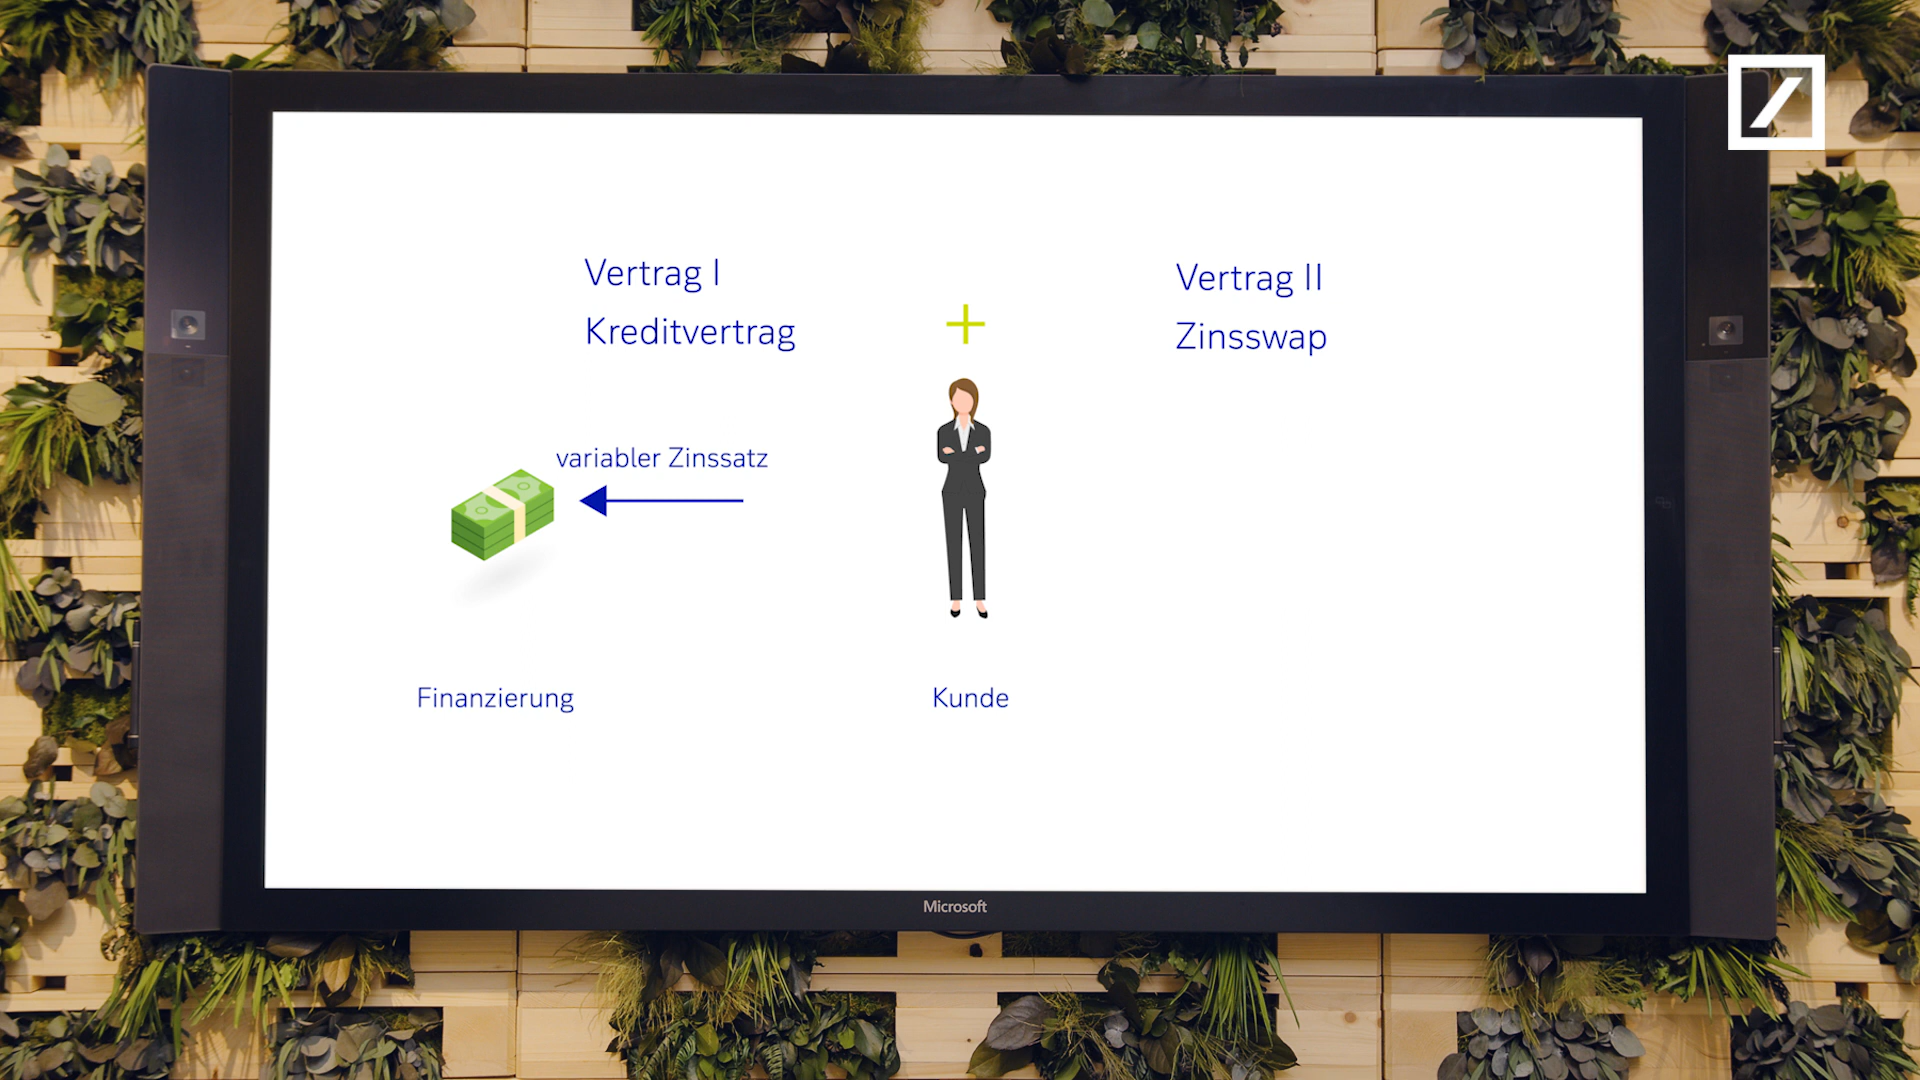 Vertrag I
Kreditvertrag
+
Vertrag II
Zinsswap
variabler Zinssatz
Finanzierung
Kunde
Microsoft